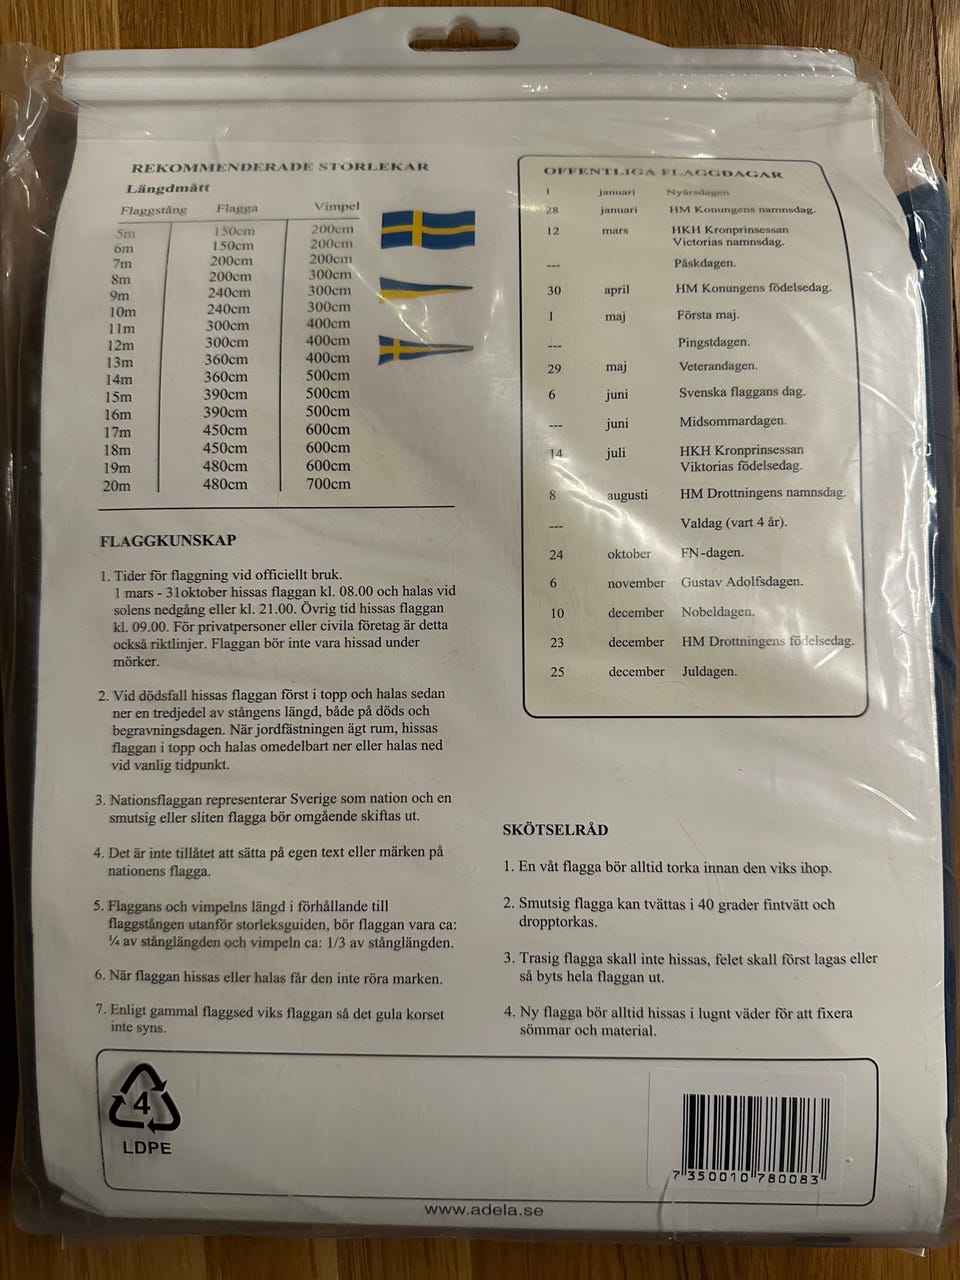 REKOMMENDERADE STORLEKAR
Längdmått
Flaggstång Flagga Vimpel
5m 150cm 200cm
6m 150cm 200cm
7m 200cm 200cm
8m 200cm 300cm
9m 240cm 300cm
10m 240cm 300cm
11m 300cm 400cm
12m 300cm 400cm
13m 360cm 400cm
14m 360cm 500cm
15m 390cm 500cm
16m 390cm 500cm
17m 450cm 600cm
18m 450cm 600cm
19m 480cm 600cm
20m 480cm 700cm
FLAGGKUNSKAP
1. Tider för flaggning vid officiellt bruk.
1 mars - 31oktober hissas flaggan kl. 08.00 och halas vid
solens nedgång eller kl. 21.00. Övrig tid hissas flaggan
kl. 09.00. För privatpersoner eller civila företag är detta
också riktlinjer. Flaggan bör inte vara hissad under
mörker.
2. Vid dödsfall hissas flaggan först i topp och halas sedan
ner en tredjedel av stångens längd, både på döds och
begravningsdagen. När jordfästningen ägt rum, hissas
flaggan i topp och halas omedelbart ner eller halas ned
vid vanlig tidpunkt.
3. Nationsflaggan representerar Sverige som nation och en
smutsig eller sliten flagga bör omgående skiftas ut.
4. Det är inte tillåtet att sätta på egen text eller märken på
nationens flagga.
5. Flaggans och vimpelns längd i förhållande till
flaggstången utanför storleksguiden, bör flaggan vara ca:
¼ av stånglängden och vimpeln ca: 1/3 av stånglängden.
6. När flaggan hissas eller halas får den inte röra marken.
7. Enligt gammal flaggsed viks flaggan så det gula korset
inte syns.
OFFENTLIGA FLAGGDAGAR
1 januari Nyårsdagen
28 januari HM Konungens namnsdag.
12 mars HKH Kronprinsessan
Victorias namnsdag.
--- Påskdagen.
30 april HM Konungens födelsedag.
1 maj Första maj.
--- Pingstdagen.
29 maj Veterandagen.
6 juni Svenska flaggans dag.
--- juni Midsommardagen.
14 juli HKH Kronprinsessan
Viktorias födelsedag.
8 augusti HM Drottningens namnsdag.
--- Valdag (vart 4 år).
24 oktober FN-dagen.
6 november Gustav Adolfsdagen.
10 december Nobeldagen.
23 december HM Drottningens födelsedag.
25 december Juldagen.
SKÖTSELRÅD
1. En våt flagga bör alltid torka innan den viks ihop.
2. Smutsig flagga kan tvättas i 40 grader fintvätt och
dropptorkas.
3. Trasig flagga skall inte hissas, felet skall först lagas eller
så byts hela flaggan ut.
4. Ny flagga bör alltid hissas i lugnt väder för att fixera
sömmar och material.
4
LDPE
7 350010 780083
www.adela.se